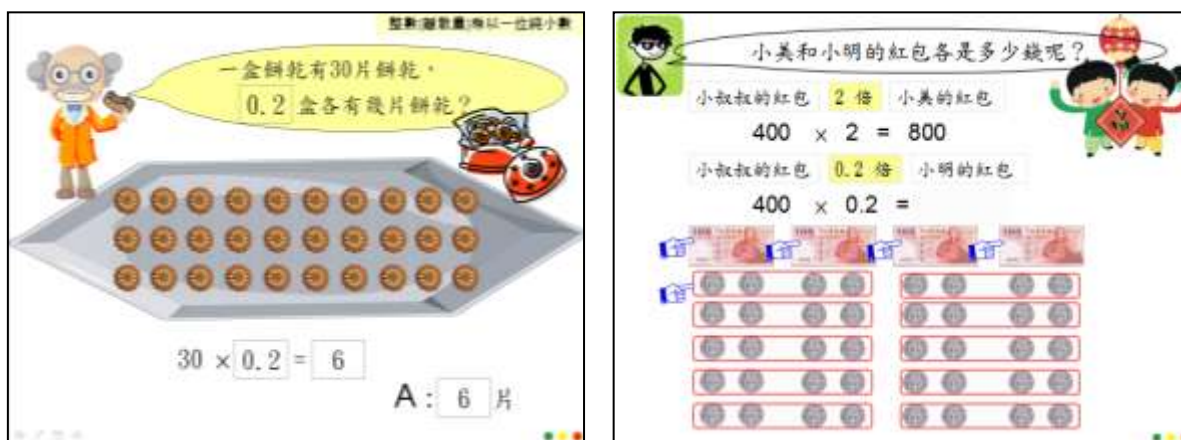 整數(離散量)乘以一位純小數
一盒餅乾有30片餅乾，
0.2 盒各有幾片餅乾？
30 × 0.2 = 6
A : 6 片
小美和小明的紅包各是多少錢呢？
小叔叔的紅包 2 倍 小美的紅包
400 × 2 = 800
小叔叔的紅包 0.2 倍 小明的紅包
400 × 0.2 =
100 100 100 100